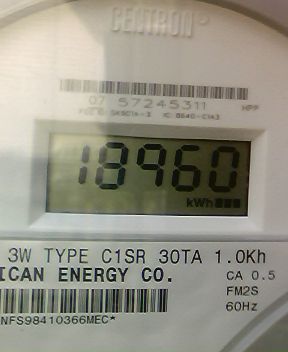 CENTRON
07 57245311 HPP
18960
kWh
3W TYPE C1SR 30TA 1.0Kh
ICAN ENERGY CO.
CA 0.5
FM2S
60Hz
NFS98410366MEC*